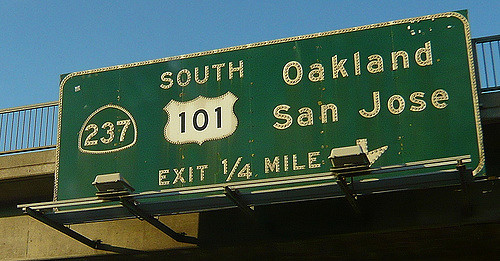 SOUTH Oakland
237 101 San Jose
EXIT 1/4 MILE